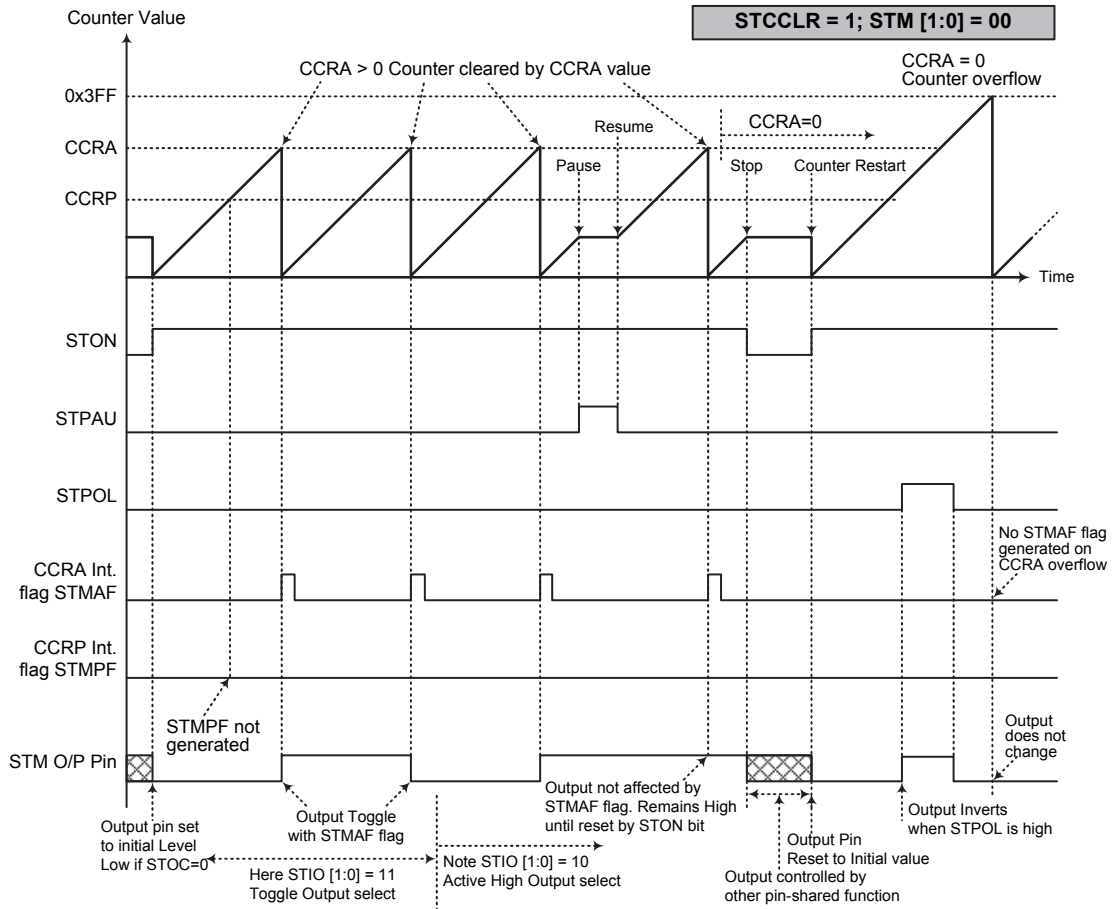 Counter Value
STCCLR = 1; STM [1:0] = 00
CCRA > 0 Counter cleared by CCRA value
CCRA = 0
Counter overflow
0x3FF
CCRA
CCRP
Resume
CCRA=0
Pause
Stop
Counter Restart
Time
STON
STPAU
STPOL
No STMAF flag
generated on
CCRA overflow
CCRA Int.
flag STMAF
CCRP Int.
flag STMPF
STMPF not
generated
Output
does not
change
STM O/P Pin
Output pin set
to initial Level
Low if STOC=0
Output Toggle
with STMAF flag
Output not affected by
STMAF flag. Remains High
until reset by STON bit
Output Inverts
when STPOL is high
Output Pin
Reset to Initial value
Here STIO [1:0] = 11
Toggle Output select
Note STIO [1:0] = 10
Active High Output select
Output controlled by
other pin-shared function